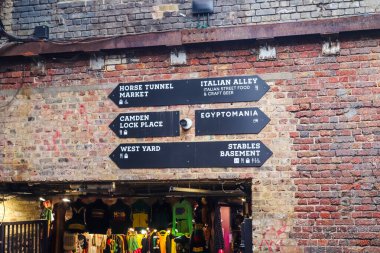 HORSE TUNNEL
MARKET
ITALIAN ALLEY
ITALIAN STREET FOOD
& CRAFT BEER
CAMDEN
LOCK PLACE
EGYPTOMANIA
WEST YARD
STABLES
BASEMENT